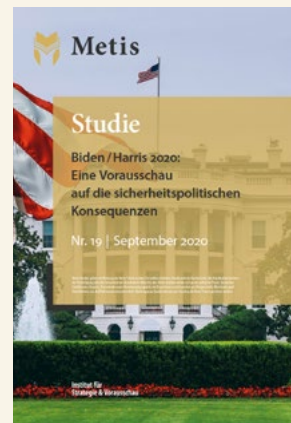 Metis
Studie
Biden / Harris 2020:
Eine Vorausschau
auf die sicherheitspolitischen
Konsequenzen
Nr. 19 | September 2020
Institut für
Strategie & Vorausschau